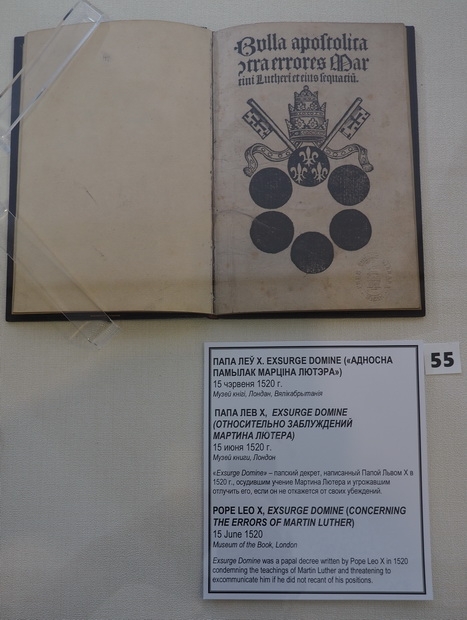 Bulla apostolica
ↄtra errores Mar
tini Lutheri et eius sequatiū.
ПАПА ЛЕЎ X. EXSURGE DOMINE («АДНОСНА
ПАМЫЛАК МАРЦІНА ЛЮТЭРА»)
15 чэрвеня 1520 г.
Музей кнігі, Лондан, Вялікабрытанія
ПАПА ЛЕВ X, EXSURGE DOMINE
(ОТНОСИТЕЛЬНО ЗАБЛУЖДЕНИЙ
МАРТИНА ЛЮТЕРА)
15 июня 1520 г.
Музей книги, Лондон
«Exsurge Domine» – папский декрет, написанный Папой Львом X в
1520 г., осудившим учение Мартина Лютера и угрожавшим
отлучить его, если он не откажется от своих убеждений.
POPE LEO X, EXSURGE DOMINE (CONCERNING
THE ERRORS OF MARTIN LUTHER)
15 June 1520
Museum of the Book, London
Exsurge Domine was a papal decree written by Pope Leo X in 1520
condemning the teachings of Martin Luther and threatening to
excommunicate him if he did not recant of his positions.
55